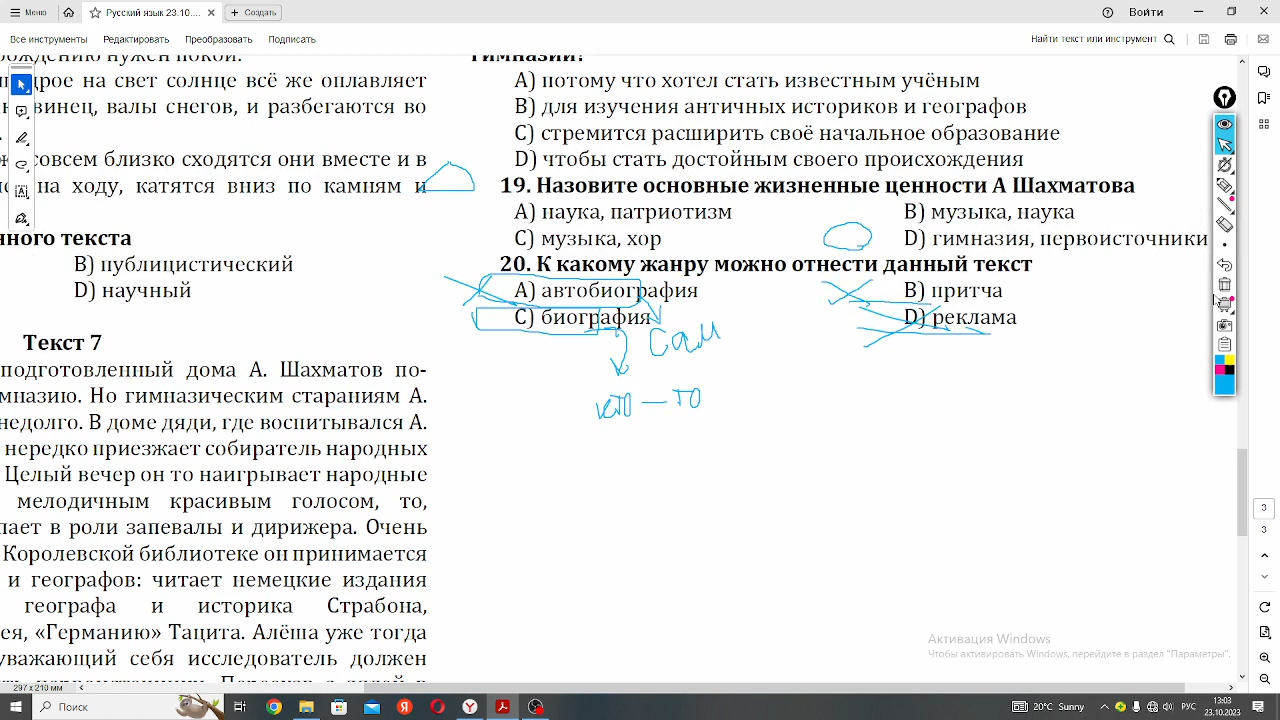 Меню
Русский язык 23.10....
Создать
Войти
Все инструменты
Редактировать
Преобразовать
Подписать
Найти текст или инструмент
рождению нужен покой.
щедрое на свет солнце всё же оплавляет
винец, валы снегов, и разбегаются во
совсем близко сходятся они вместе и в
на ходу, катятся вниз по камням и
нного текста
B) публицистический
D) научный
Текст 7
подготовленный дома А. Шахматов по-
мназию. Но гимназическим стараниям А.
недолго. В доме дяди, где воспитывался А.
нередко приезжает собиратель народных
Целый вечер он то наигрывает народные
мелодичным красивым голосом, то,
пает в роли запевалы и дирижера. Очень
Королевской библиотеке он принимается
и географов: читает немецкие издания
географа и историка Страбона,
ея, «Германию» Тацита. Алёша уже тогда
уважающий себя исследователь должен
гимназии?
A) потому что хотел стать известным учёным
B) для изучения античных историков и географов
C) стремится расширить своё начальное образование
D) чтобы стать достойным своего происхождения
19. Назовите основные жизненные ценности А Шахматова
A) наука, патриотизм
B) музыка, наука
C) музыка, хор
D) гимназия, первоисточники
20. К какому жанру можно отнести данный текст
A) автобиография
B) притча
C) биография
D) реклама
Сам
кто — то
3
3
Активация Windows
Чтобы активировать Windows, перейдите в раздел "Параметры".
297 x 210 мм
Поиск
20°C Sunny
РУС
13:03
23.10.2023